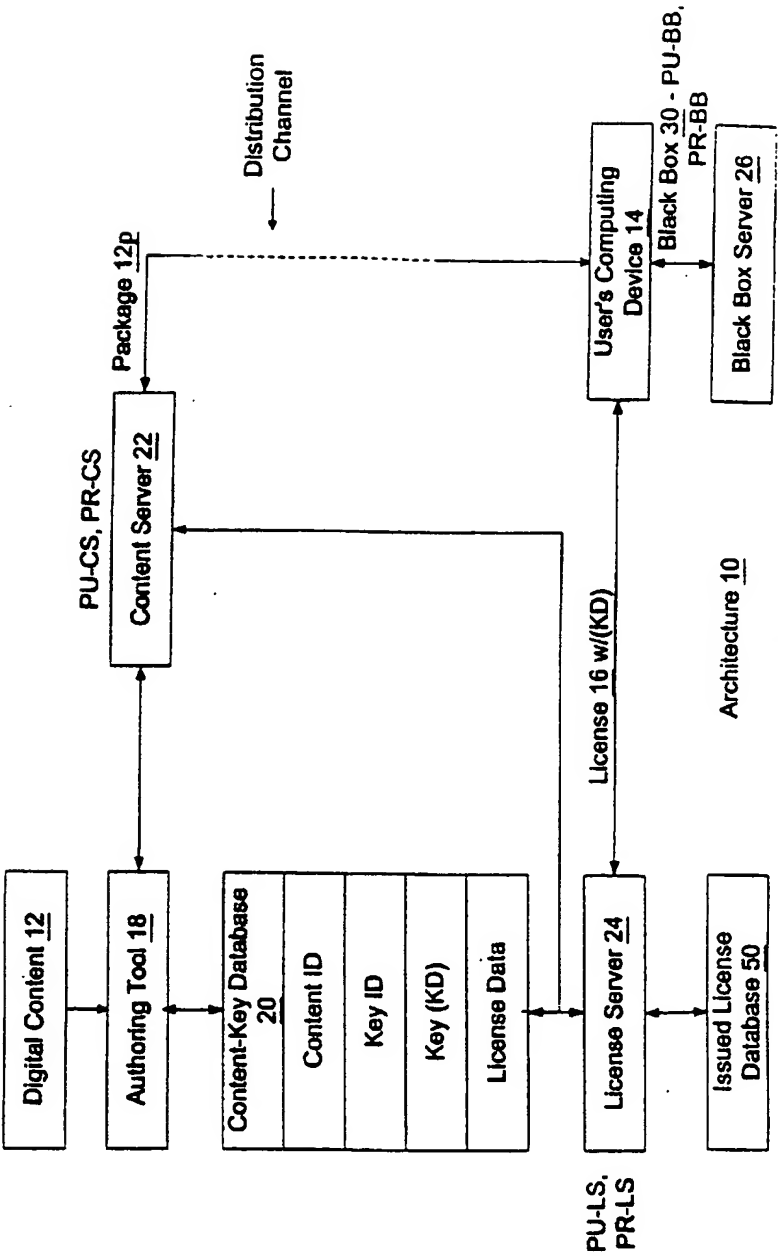 Digital Content 12
Authoring Tool 18
Content-Key Database
20
Content ID
Key ID
Key (KD)
License Data
PU-LS,
PR-LS
License Server 24
Issued License
Database 50
PU-CS, PR-CS
Content Server 22
Package 12p
Distribution
Channel
License 16 w/(KD)
User's Computing
Device 14
Black Box 30 - PU-BB,
PR-BB
Black Box Server 26
Architecture 10